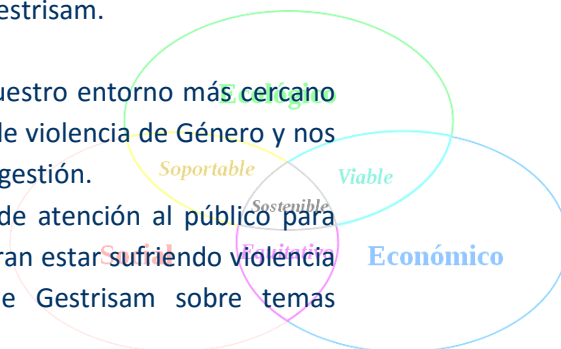 estrisam.
uestro entorno más cercano
Ecológico
de violencia de Género y nos
Soportable
Viable
gestión.
Sostenible
de atención al público para
Social
Equitativo
Económico
ran estar sufriendo violencia
e Gestrisam sobre temas